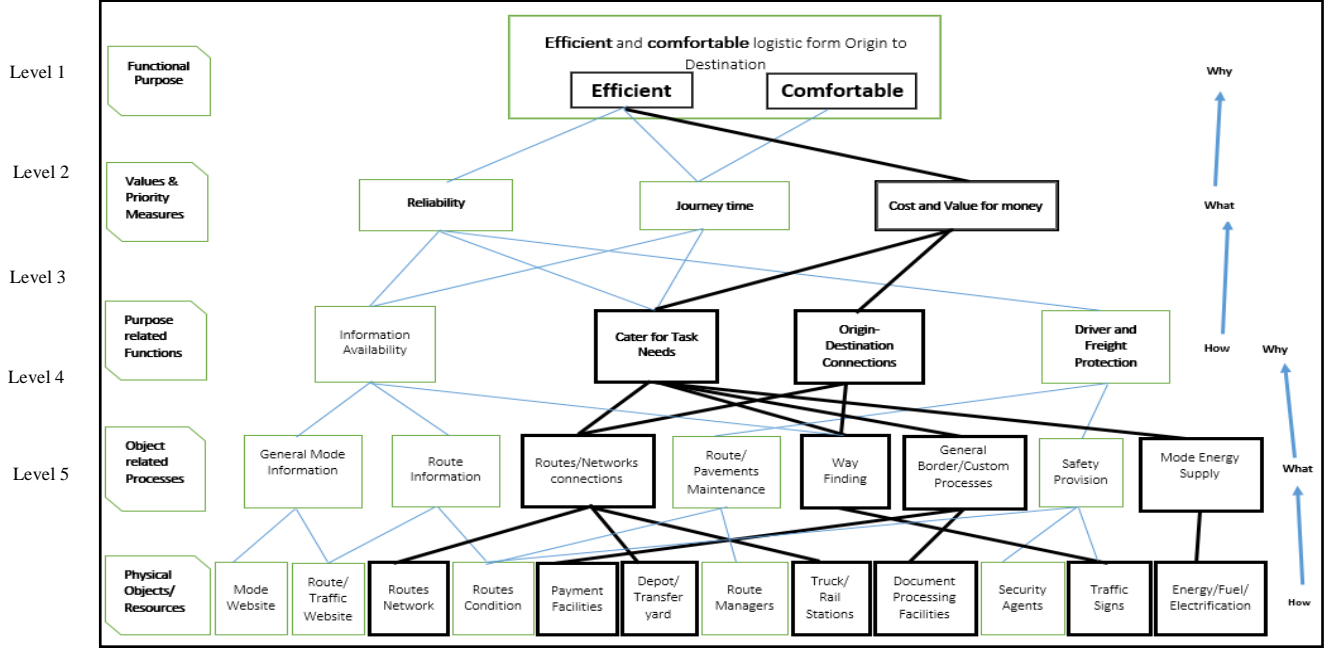 Level 1
Functional
Purpose
Efficient and comfortable logistic form Origin to
Destination
Efficient
Comfortable
Why
Level 2
Values &
Priority
Measures
Reliability
Journey time
Cost and Value for money
What
Level 3
Purpose
related
Functions
Information
Availability
Cater for Task
Needs
Origin-
Destination
Connections
Driver and
Freight
Protection
How
Why
Level 4
Object
related
Processes
General Mode
Information
Route
Information
Routes/Networks
connections
Route/
Pavements
Maintenance
Way
Finding
General
Border/Custom
Processes
Safety
Provision
Mode Energy
Supply
What
Level 5
Physical
Objects/
Resources
Mode
Website
Route/
Traffic
Website
Routes
Network
Routes
Condition
Payment
Facilities
Depot/
Transfer
yard
Route
Managers
Truck/
Rail
Stations
Document
Processing
Facilities
Security
Agents
Traffic
Signs
Energy/Fuel/
Electrification
How